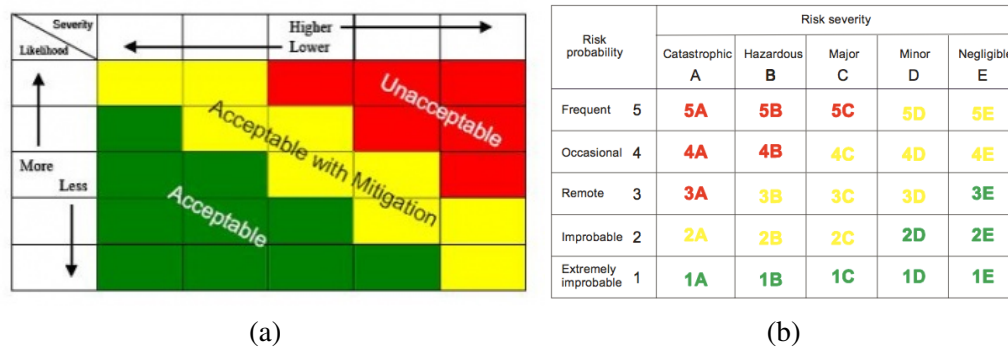 Severity
Likelihood
Higher
Lower
More
Less
Unacceptable
Acceptable with Mitigation
Acceptable
(a)
Risk probability
Risk severity
Catastrophic A
Hazardous B
Major C
Minor D
Negligible E
Frequent 5 5A 5B 5C 5D 5E
Occasional 4 4A 4B 4C 4D 4E
Remote 3 3A 3B 3C 3D 3E
Improbable 2 2A 2B 2C 2D 2E
Extremely improbable 1 1A 1B 1C 1D 1E
(b)